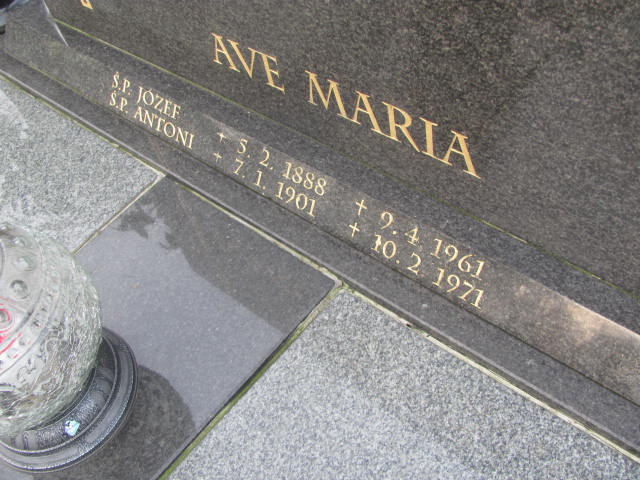 AVE MARIA
Ś.P. JÓZEF + 5. 2. 1888 + 9. 4. 1961
Ś.P. ANTONI + 7. 1. 1901 + 10. 2. 1971